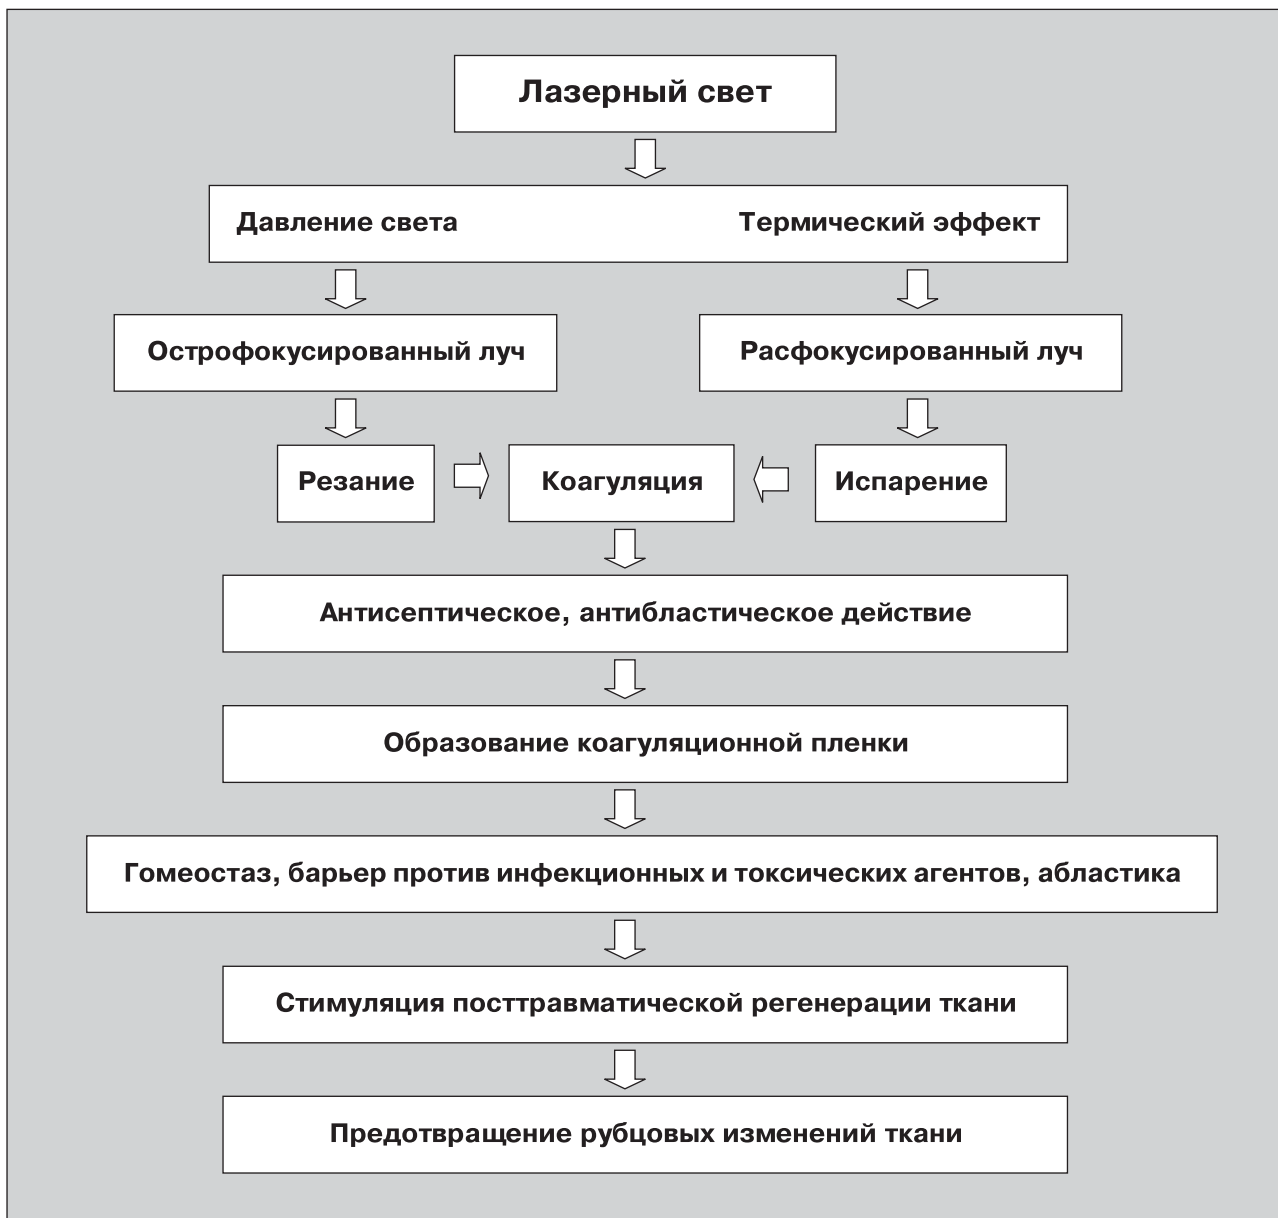 Лазерный свет
Давление света
Термический эффект
Острофокусированный луч
Расфокусированный луч
Резание
Коагуляция
Испарение
Антисептическое, антибластическое действие
Образование коагуляционной пленки
Гомеостаз, барьер против инфекционных и токсических агентов, абластика
Стимуляция посттравматической регенерации ткани
Предотвращение рубцовых изменений ткани